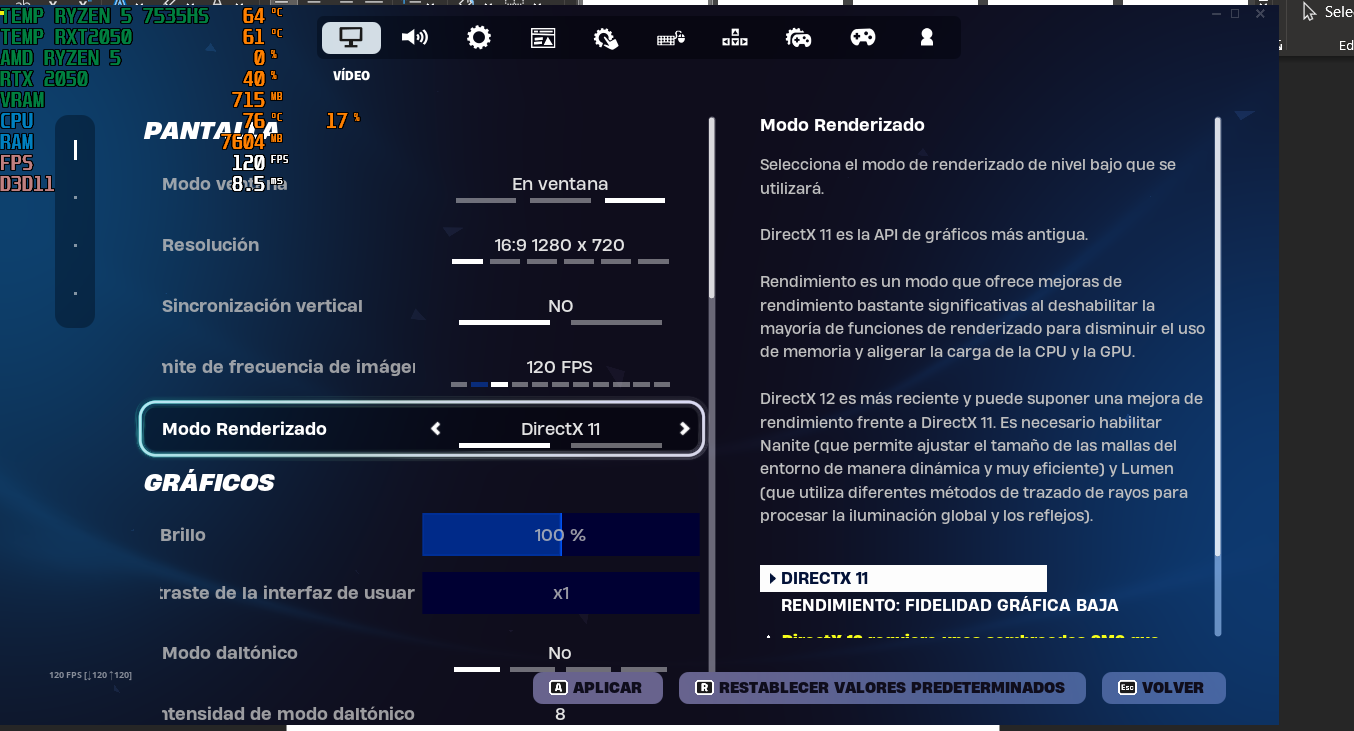 TEMP RYZEN 5 7535HS 64 °C
TEMP RXT2050 61 °C
AMD RYZEN 5 0 %
RTX 2050 40 %
VRAM 715 MB
CPU 76 °C 17 %
RAM 7604 MB
FPS 120 FPS
D3D11 8.5 ms
Sele
Ed
VÍDEO
PANTALLA
Modo ventana
En ventana
Resolución
16:9 1280 x 720
Sincronización vertical
NO
mite de frecuencia de imáger
120 FPS
Modo Renderizado
DirectX 11
GRÁFICOS
Brillo
100 %
traste de la interfaz de usuar
x1
Modo daltónico
No
ntensidad de modo daltónico
8
Modo Renderizado
Selecciona el modo de renderizado de nivel bajo que se
utilizará.
DirectX 11 es la API de gráficos más antigua.
Rendimiento es un modo que ofrece mejoras de
rendimiento bastante significativas al deshabilitar la
mayoría de funciones de renderizado para disminuir el uso
de memoria y aligerar la carga de la CPU y la GPU.
DirectX 12 es más reciente y puede suponer una mejora de
rendimiento frente a DirectX 11. Es necesario habilitar
Nanite (que permite ajustar el tamaño de las mallas del
entorno de manera dinámica y muy eficiente) y Lumen
(que utiliza diferentes métodos de trazado de rayos para
procesar la iluminación global y los reflejos).
DIRECTX 11
RENDIMIENTO: FIDELIDAD GRÁFICA BAJA
120 FPS [↓120 ↑120]
A APLICAR
R RESTABLECER VALORES PREDETERMINADOS
Esc VOLVER